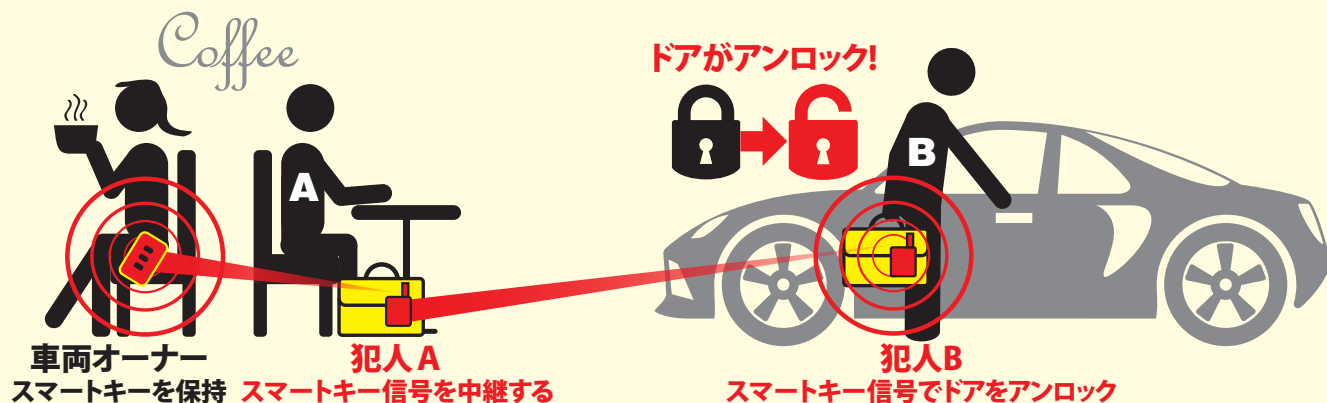 Coffee
ドアがアンロック!
A
B
車両オーナー
スマートキーを保持
犯人A
スマートキー信号を中継する
犯人B
スマートキー信号でドアをアンロック